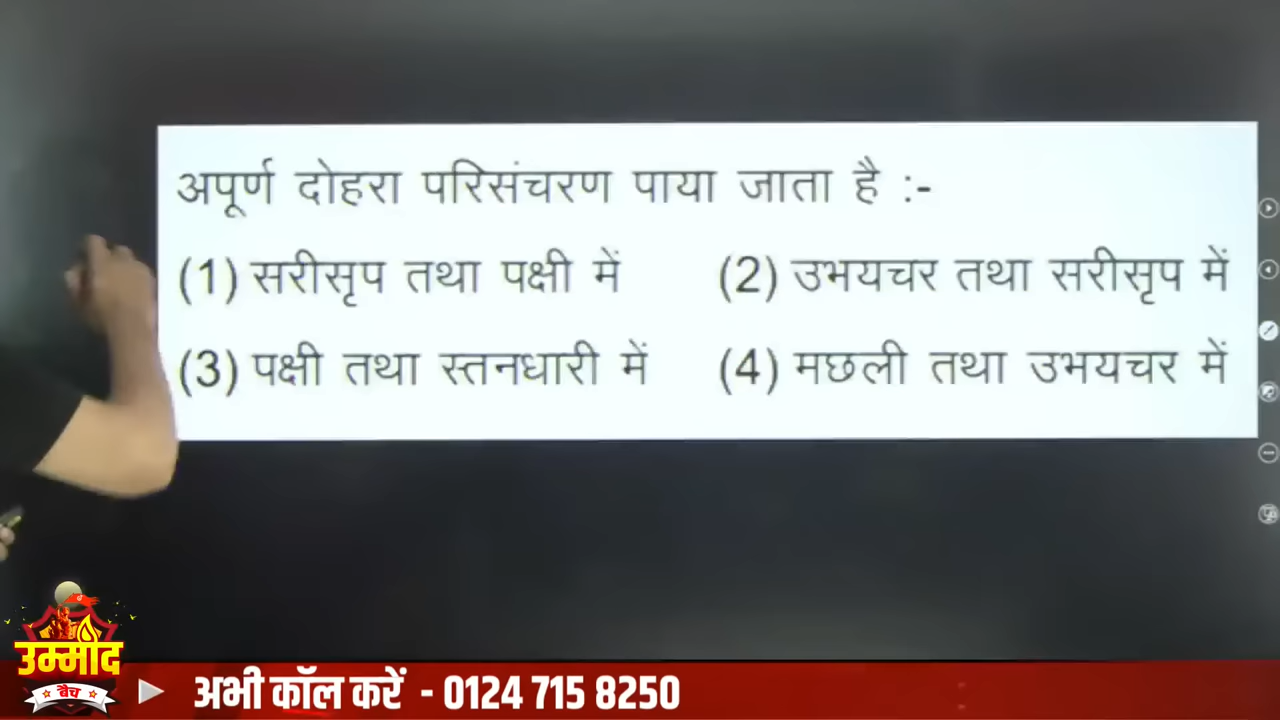 अपूर्ण दोहरा परिसंचरण पाया जाता है :-
(1) सरीसृप तथा पक्षी में (2) उभयचर तथा सरीसृप में
(3) पक्षी तथा स्तनधारी में (4) मछली तथा उभयचर में
उम्मीद
बैच
अभी कॉल करें - 0124 715 8250